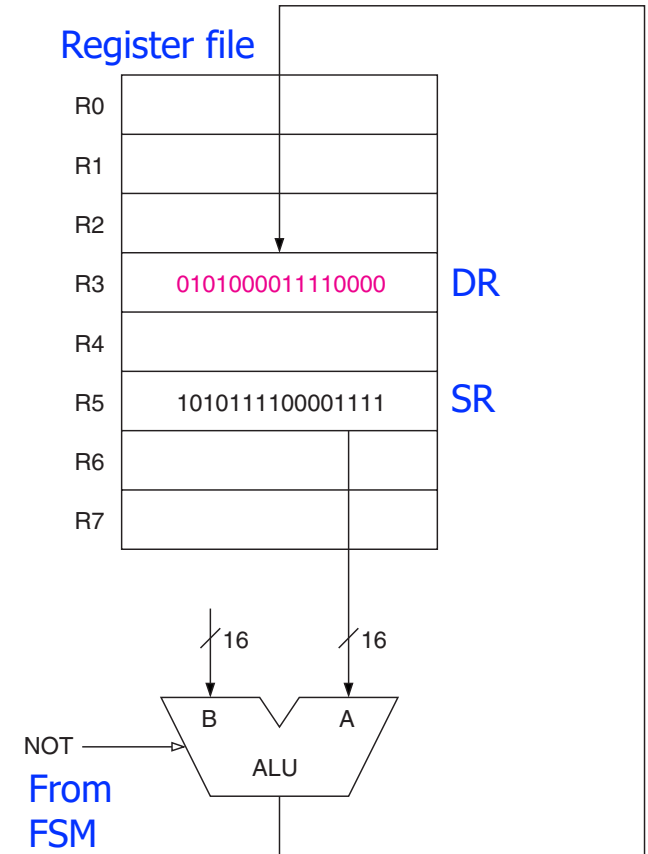 Register file
R0
R1
R2
R3 0101000011110000 DR
R4
R5 1010111100001111 SR
R6
R7
16 16
B A
NOT
ALU
From
FSM